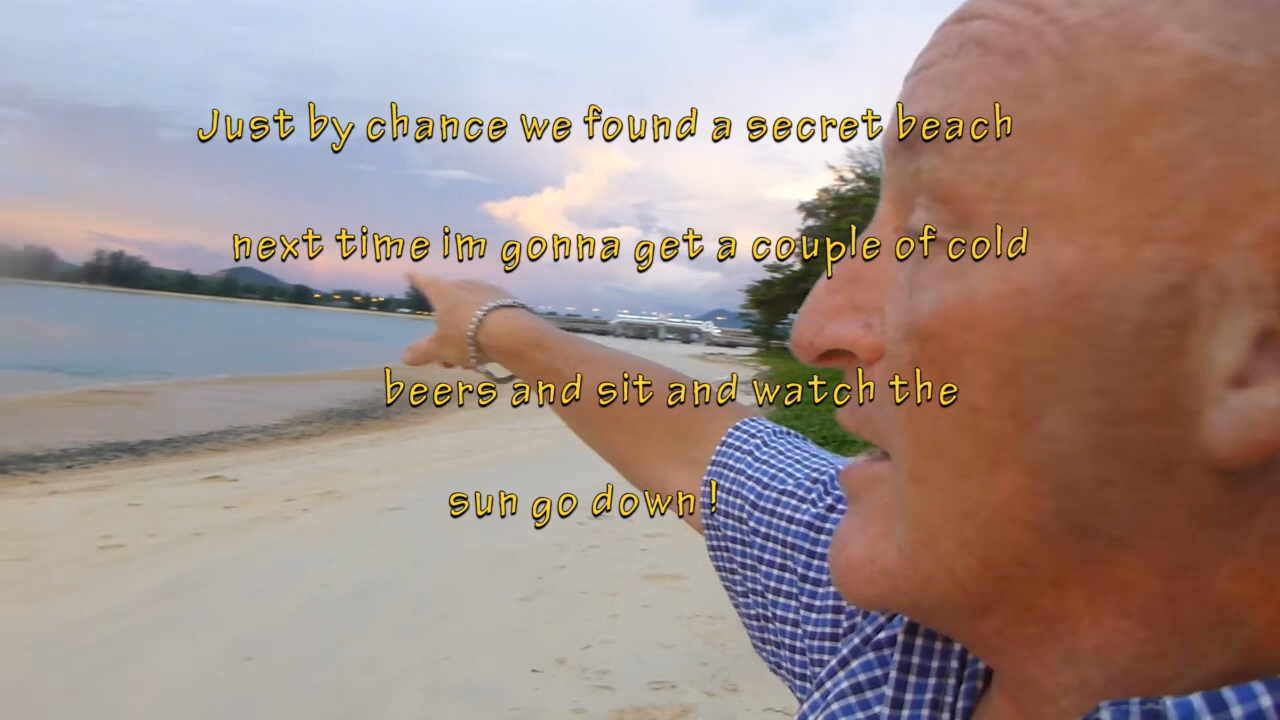 Just by chance we found a secret beach
next time im gonna get a couple of cold
beers and sit and watch the
sun go down !